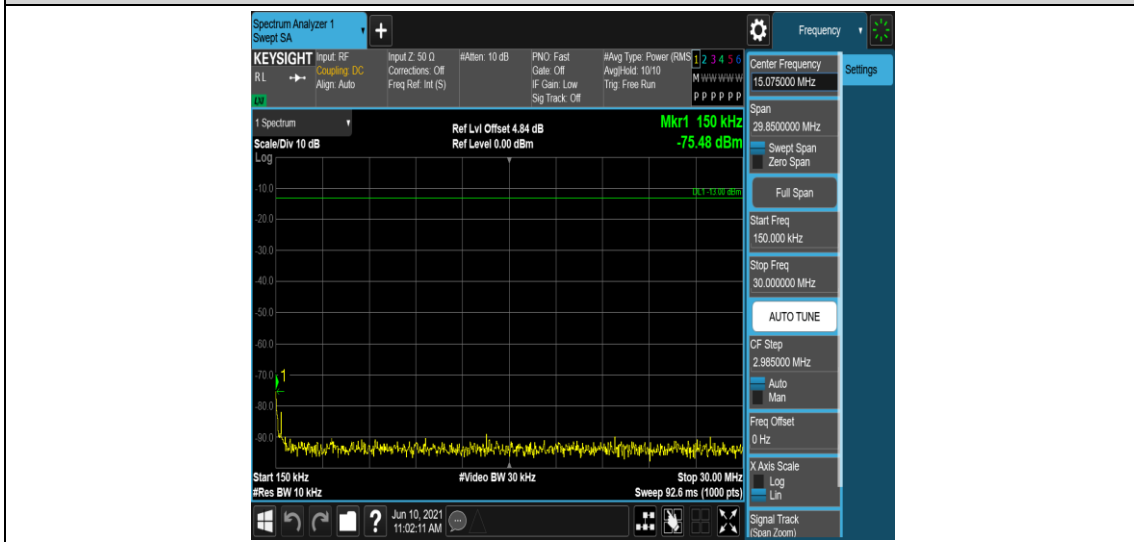 Spectrum Analyzer 1
Swept SA
+
Frequency
KEYSIGHT
RL
Input: RF
Coupling: DC
Align: Auto
Input Z: 50 Ω
Corrections: Off
Freq Ref: Int (S)
#Atten: 10 dB
PNO: Fast
Gate: Off
IF Gain: Low
Sig Track: Off
#Avg Type: Power (RMS
Avg|Hold: 10/10
Trig: Free Run
1 2 3 4 5 6
M W W W W W
P P P P P P
1 Spectrum
Scale/Div 10 dB
Log
Ref Lvl Offset 4.84 dB
Ref Level 0.00 dBm
Mkr1 150 kHz
-75.48 dBm
DL1 -13.00 dBm
-10.0
-20.0
-30.0
-40.0
-50.0
-60.0
-70.0
1
-80.0
-90.0
Start 150 kHz
#Res BW 10 kHz
#Video BW 30 kHz
Stop 30.00 MHz
Sweep 92.6 ms (1000 pts)
Center Frequency
15.075000 MHz
Settings
Span
29.8500000 MHz
Swept Span
Zero Span
Full Span
Start Freq
150.000 kHz
Stop Freq
30.000000 MHz
AUTO TUNE
CF Step
2.985000 MHz
Auto
Man
Freq Offset
0 Hz
X Axis Scale
Log
Lin
Signal Track
(Span Zoom)
?
Jun 10, 2021
11:02:11 AM